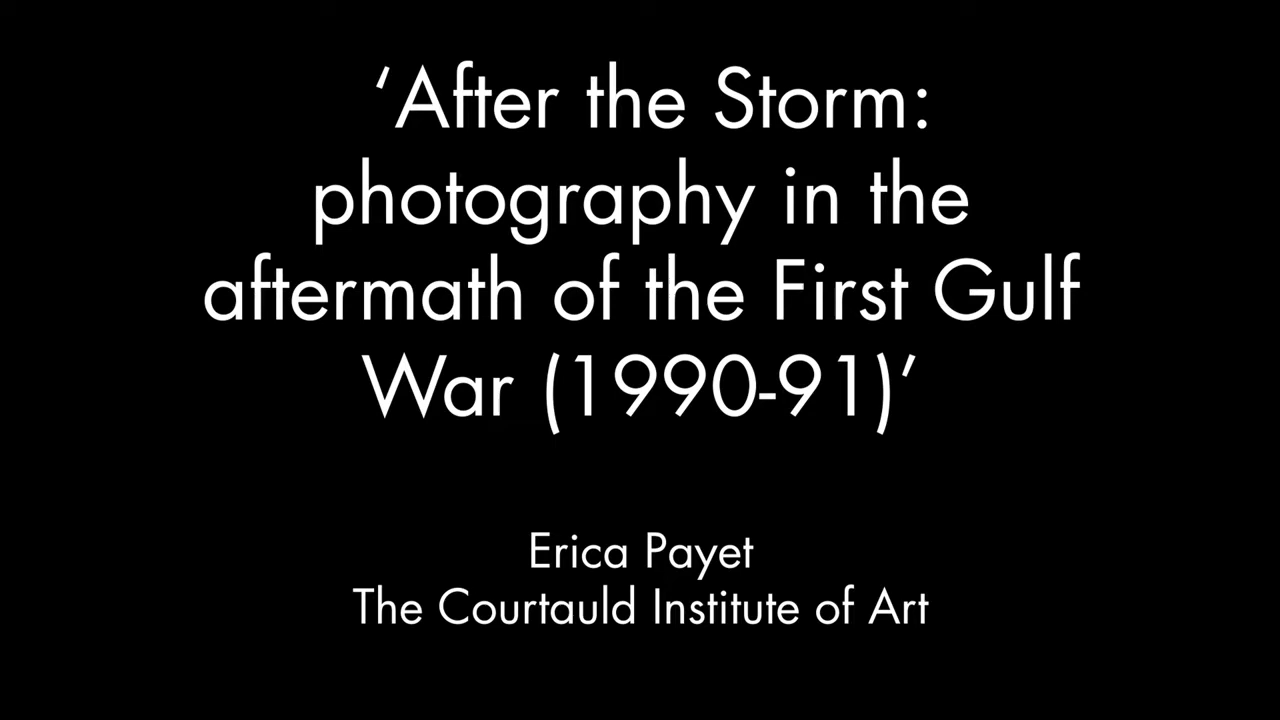 ‘After the Storm:
photography in the
aftermath of the First Gulf
War (1990-91)’
Erica Payet
The Courtauld Institute of Art